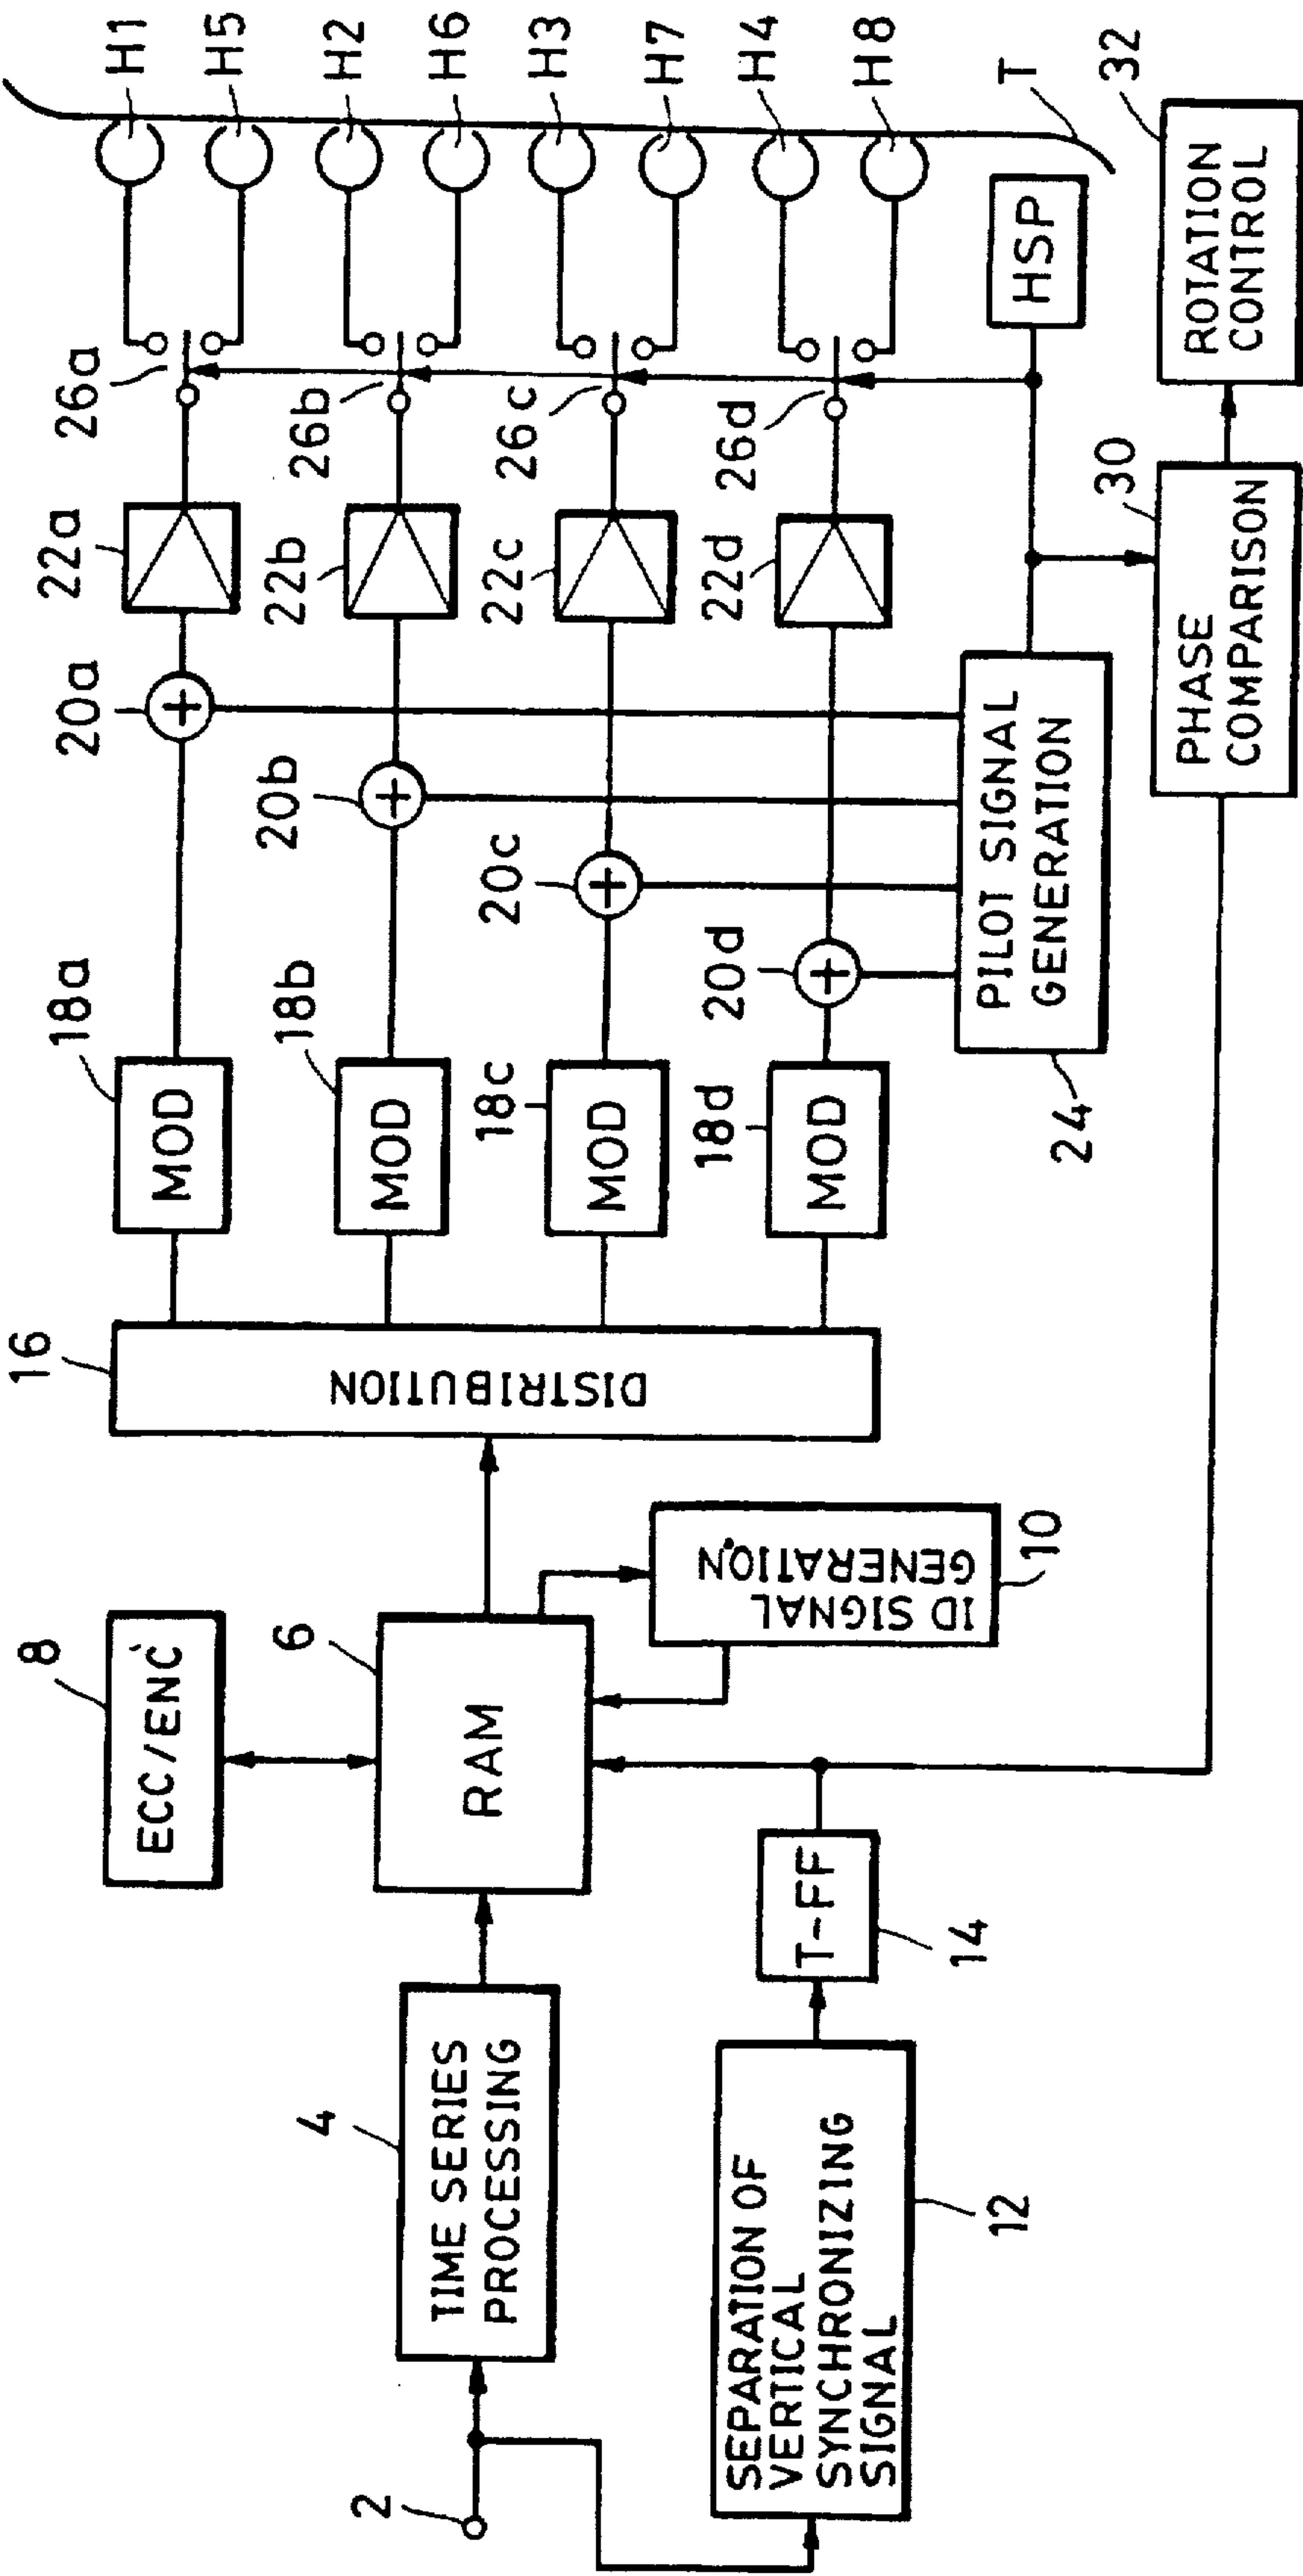 2
4
TIME SERIES
PROCESSING
SEPARATION OF
VERTICAL
SYNCHRONIZING
SIGNAL
12
T-FF
14
8
ECC/ENC
6
RAM
ID SIGNAL
GENERATION
10
16
DISTRIBUTION
18a
MOD
18b
MOD
18c
MOD
18d
MOD
20a
20b
20c
20d
22a
22b
22c
22d
24
PILOT SIGNAL
GENERATION
26a
26b
26c
26d
H1
H5
H2
H6
H3
H7
H4
H8
T
HSP
30
PHASE
COMPARISON
32
ROTATION
CONTROL